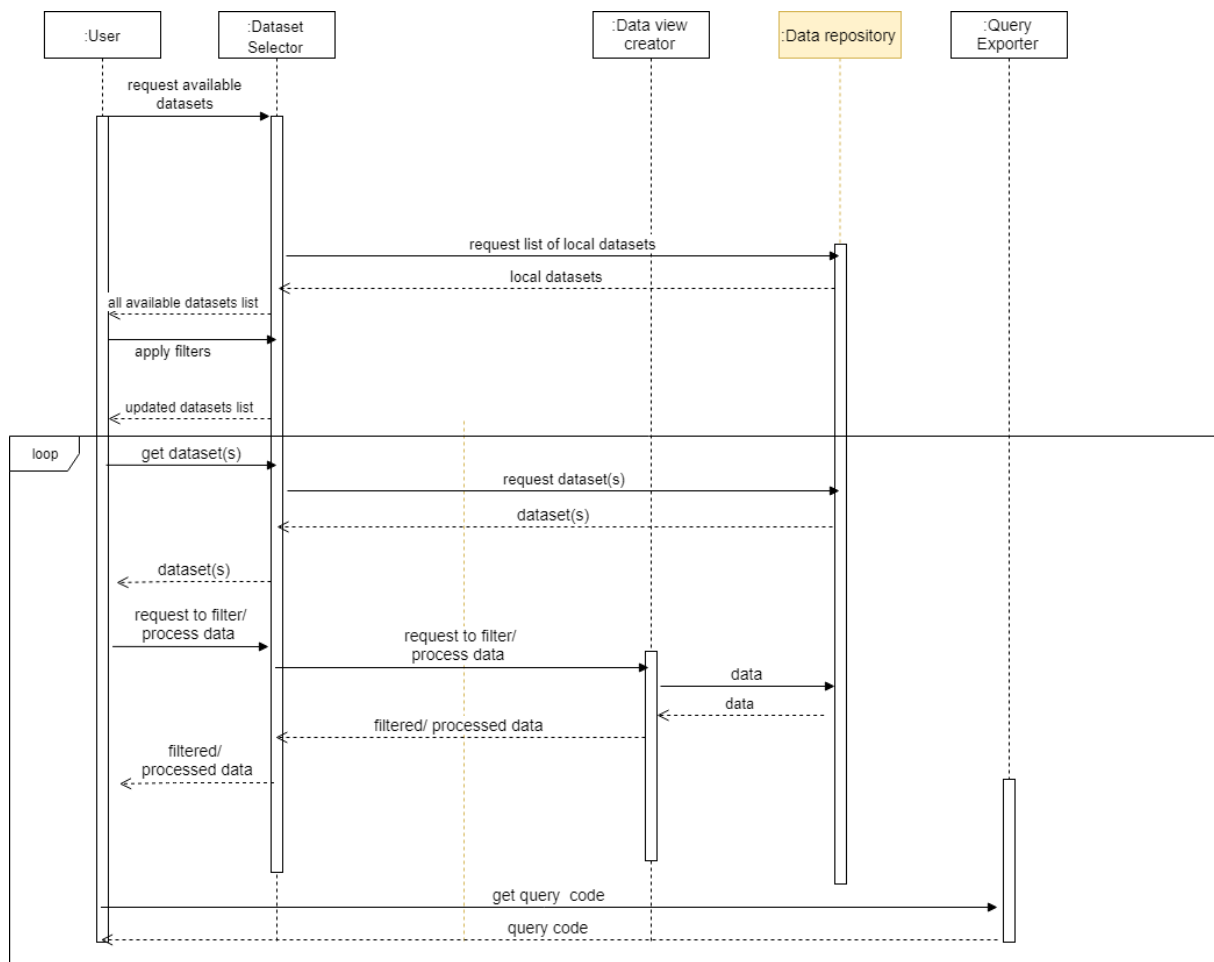 :User
:Dataset
Selector
:Data view
creator
:Data repository
:Query
Exporter
request available
datasets
request list of local datasets
local datasets
all available datasets list
apply filters
updated datasets list
loop
get dataset(s)
request dataset(s)
dataset(s)
dataset(s)
request to filter/
process data
request to filter/
process data
data
data
filtered/ processed data
filtered/
processed data
get query code
query code